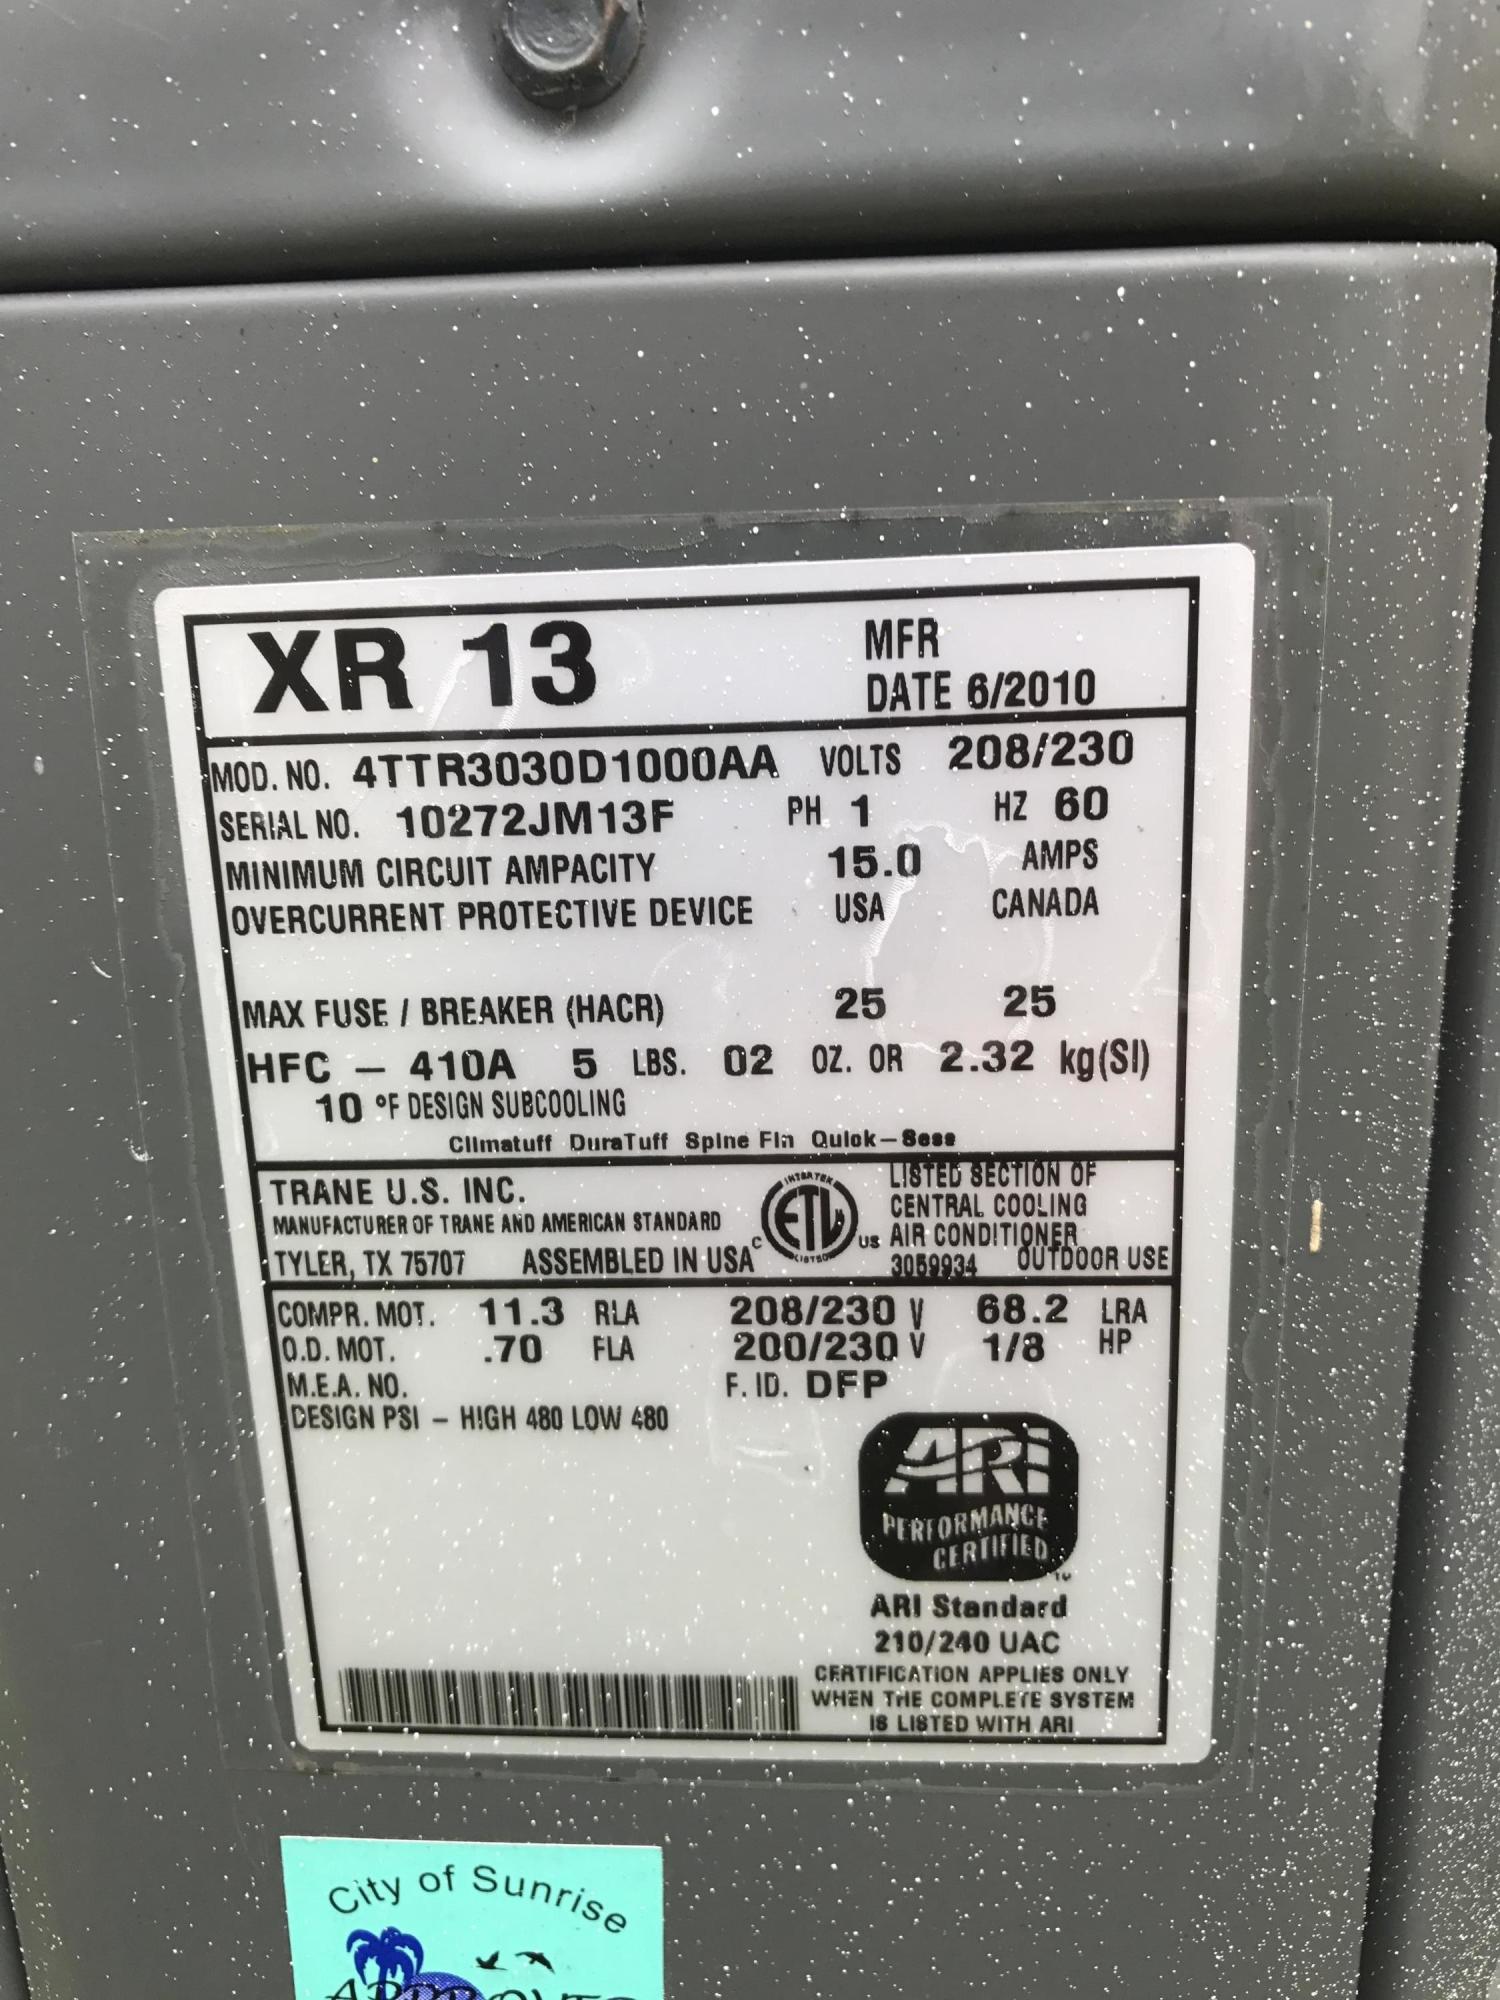 XR 13
MFR
DATE 6/2010
MOD. NO. 4TTR3030D1000AA VOLTS 208/230
SERIAL NO. 10272JM13F PH 1 HZ 60
MINIMUM CIRCUIT AMPACITY 15.0 AMPS
OVERCURRENT PROTECTIVE DEVICE USA CANADA
MAX FUSE / BREAKER (HACR) 25 25
HFC – 410A 5 LBS. 02 OZ. OR 2.32 kg(SI)
10 °F DESIGN SUBCOOLING
Climatuff DuraTuff Spine Fin Quick–Sess
TRANE U.S. INC.
MANUFACTURER OF TRANE AND AMERICAN STANDARD
TYLER, TX 75707 ASSEMBLED IN USA
INTERTEK
C ETL US
LISTED
LISTED SECTION OF
CENTRAL COOLING
AIR CONDITIONER
3059934 OUTDOOR USE
COMPR. MOT. 11.3 RLA 208/230 V 68.2 LRA
O.D. MOT. .70 FLA 200/230 V 1/8 HP
M.E.A. NO. F. ID. DFP
DESIGN PSI – HIGH 480 LOW 480
ARI
PERFORMANCE
CERTIFIED
TM
ARI Standard
210/240 UAC
CERTIFICATION APPLIES ONLY
WHEN THE COMPLETE SYSTEM
IS LISTED WITH ARI
City of Sunrise
APPROVED